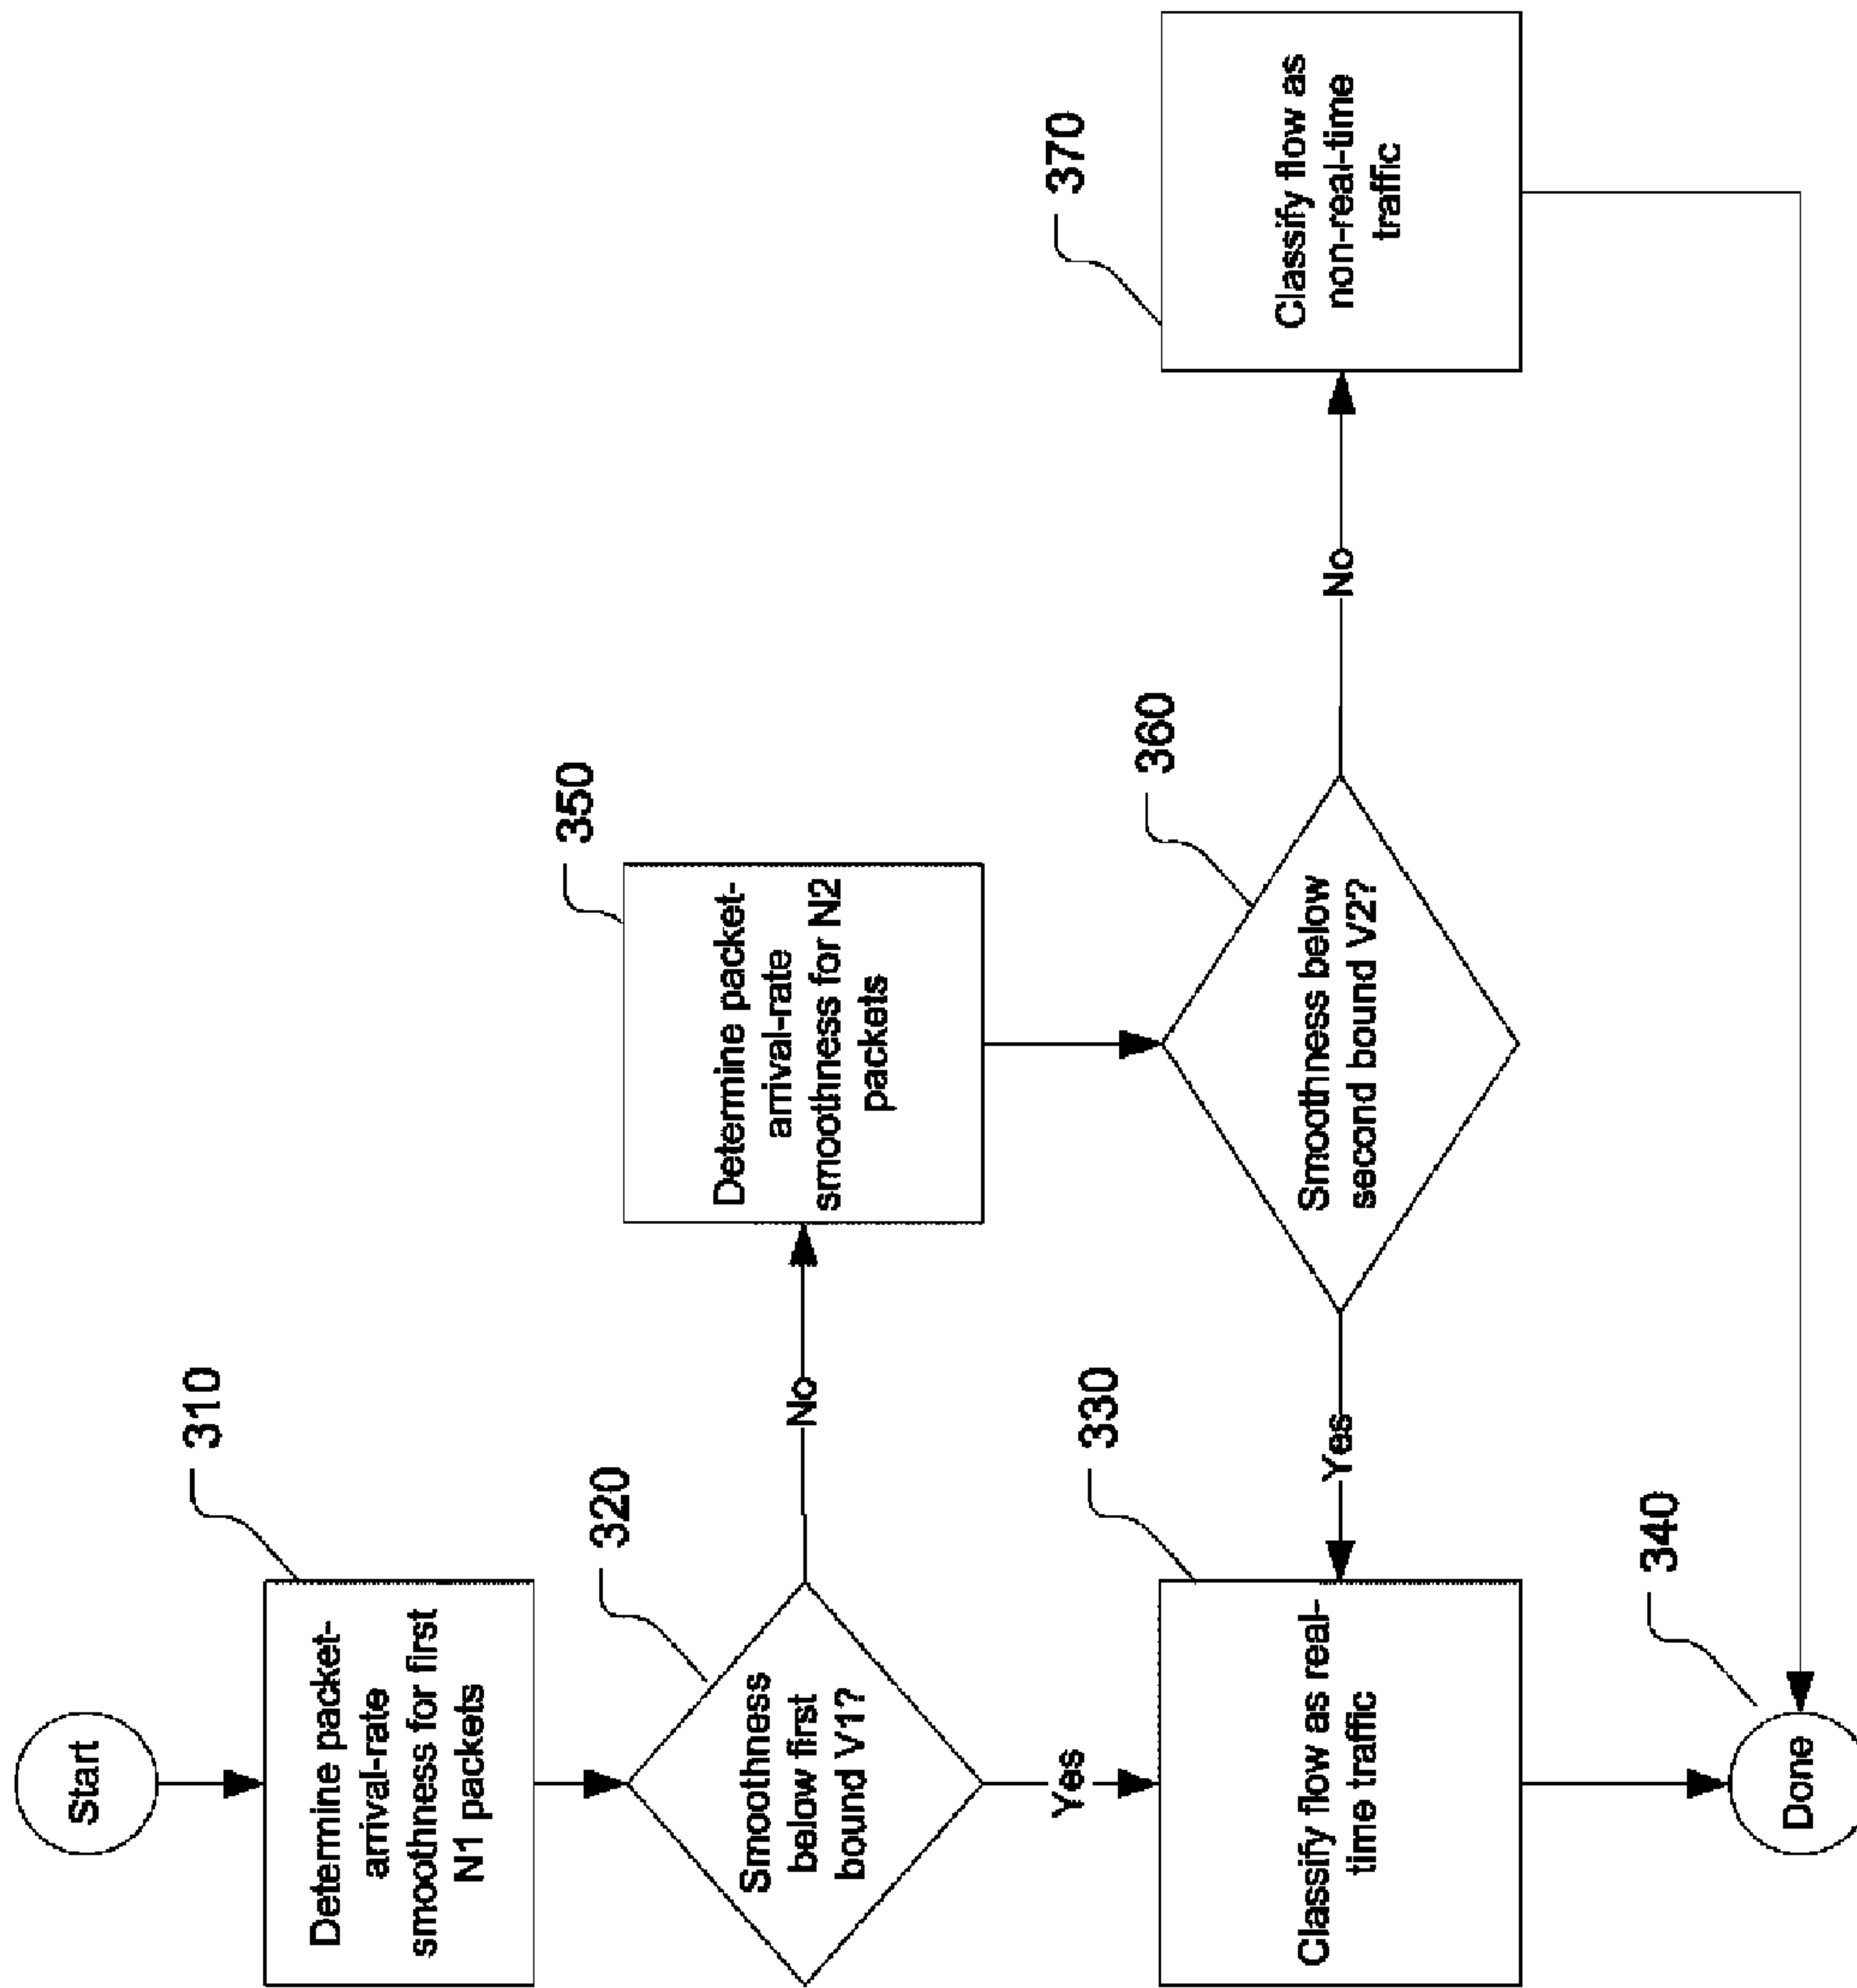 Start
310
Determine packet-
arrival-rate
smoothness for first
N1 packets
320
Smoothness
below first
bound V1?
No
Yes
350
Determine packet-
arrival-rate
smoothness for N2
packets
360
Smoothness below
second bound V2?
Yes
No
330
Classify flow as real-
time traffic
370
Classify flow as
non-real-time
traffic
340
Done